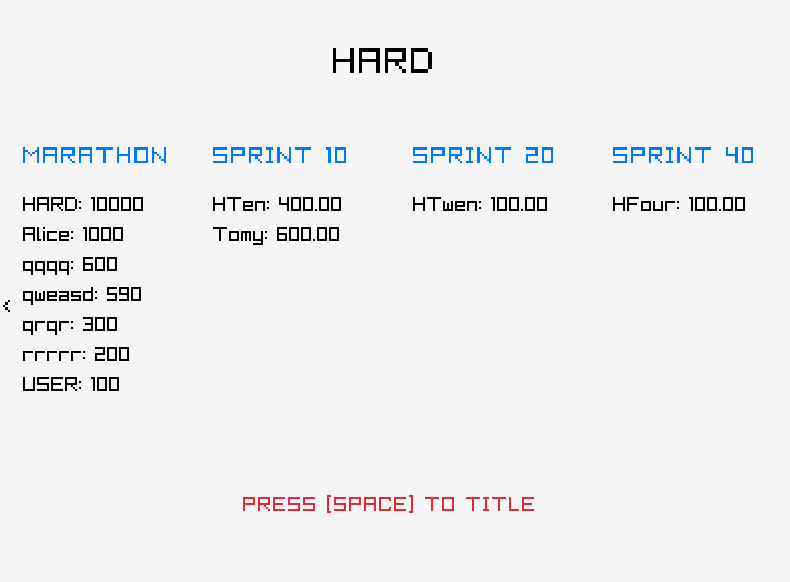 HARD
MARATHON
HARD: 10000
Alice: 1000
qqqq: 600
qweasd: 590
qrqr: 300
rrrrr: 200
USER: 100
SPRINT 10
HTen: 400.00
Tomy: 600.00
SPRINT 20
HTwen: 100.00
SPRINT 40
HFour: 100.00
<
PRESS [SPACE] TO TITLE